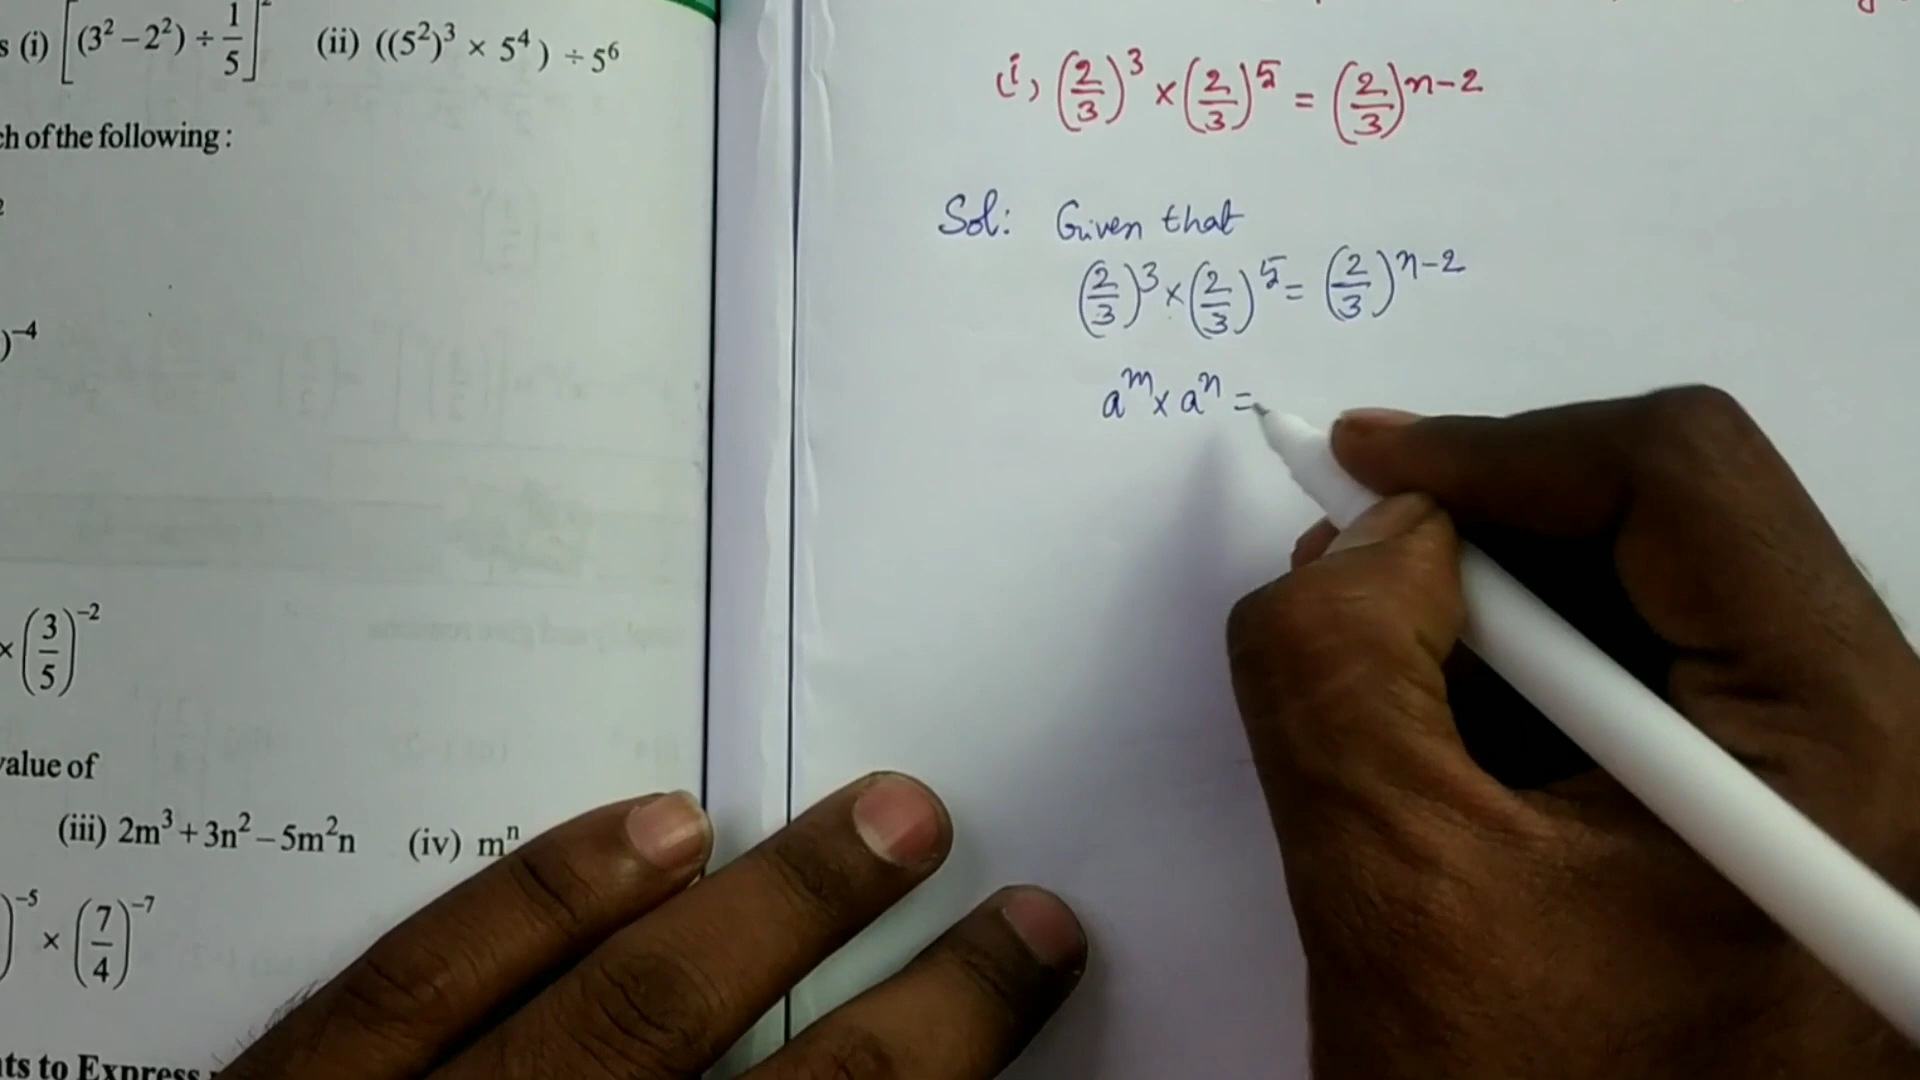 s (i) [(3² – 2²) ÷ 1/5] (ii) ((5²)³ × 5⁴) ÷ 5⁶
ch of the following :
)⁻⁴
× (3/5)⁻²
value of
(iii) 2m³ + 3n² – 5m²n (iv) mⁿ
)⁻⁵ × (7/4)⁻⁷
nts to Express
(i) (2/3)³ × (2/3)⁵ = (2/3)ⁿ⁻²
Sol: Given that
(2/3)³ × (2/3)⁵ = (2/3)ⁿ⁻²
aᵐ × aⁿ =